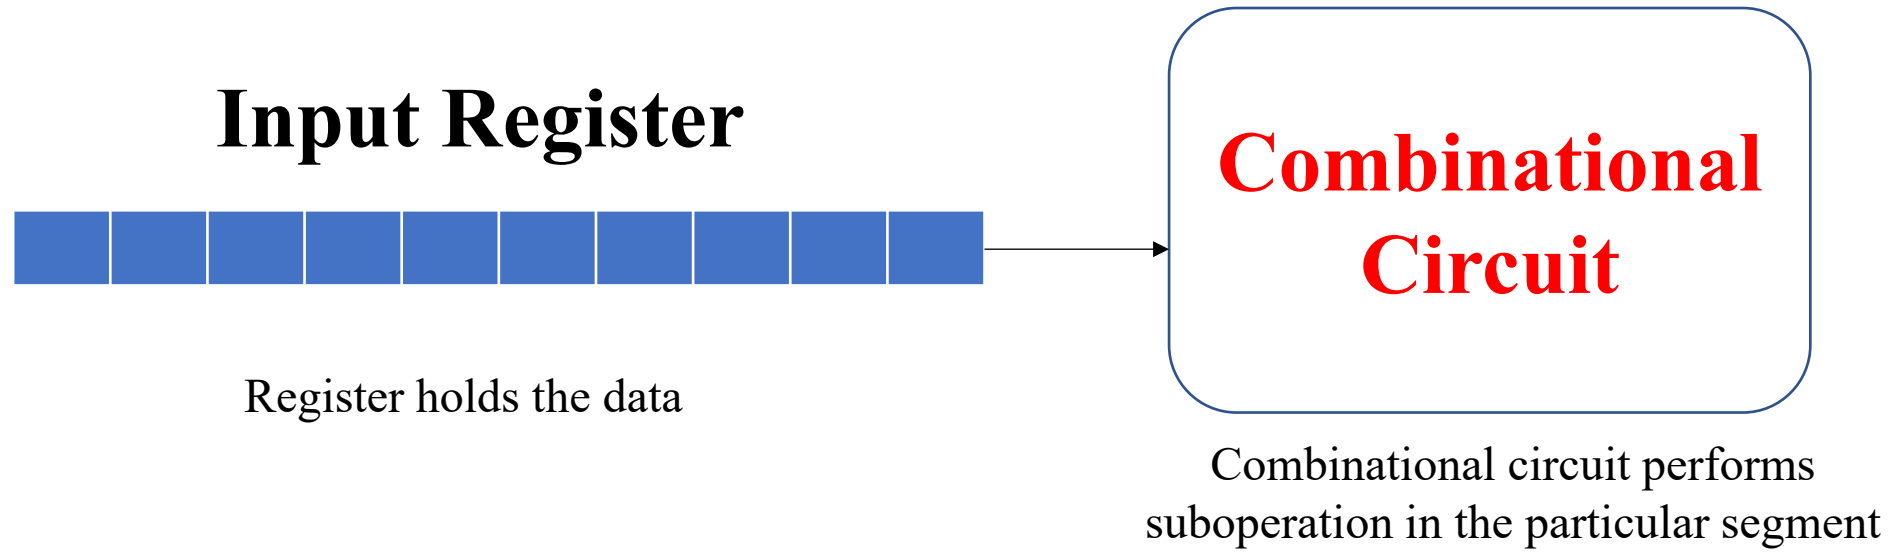 Input Register
Combinational
Circuit
Register holds the data
Combinational circuit performs
suboperation in the particular segment